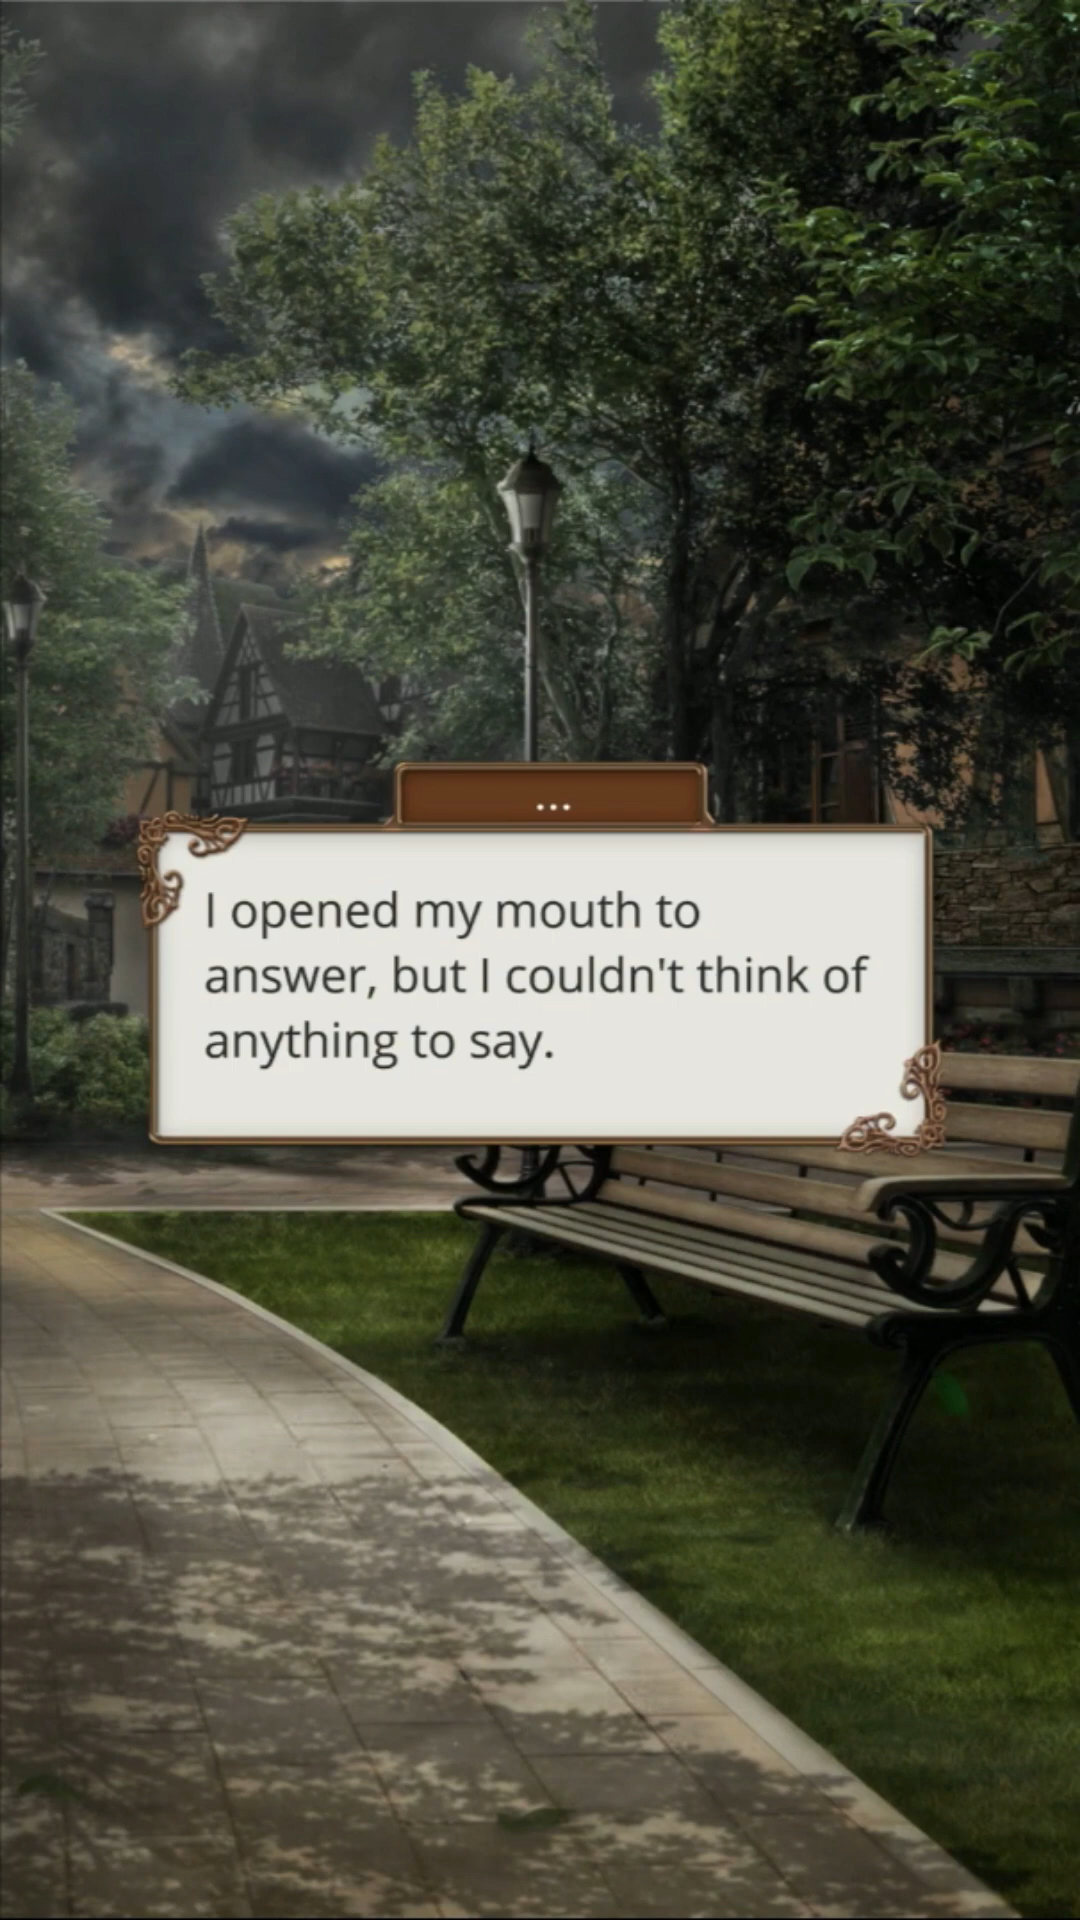 ...
I opened my mouth to
answer, but I couldn't think of
anything to say.